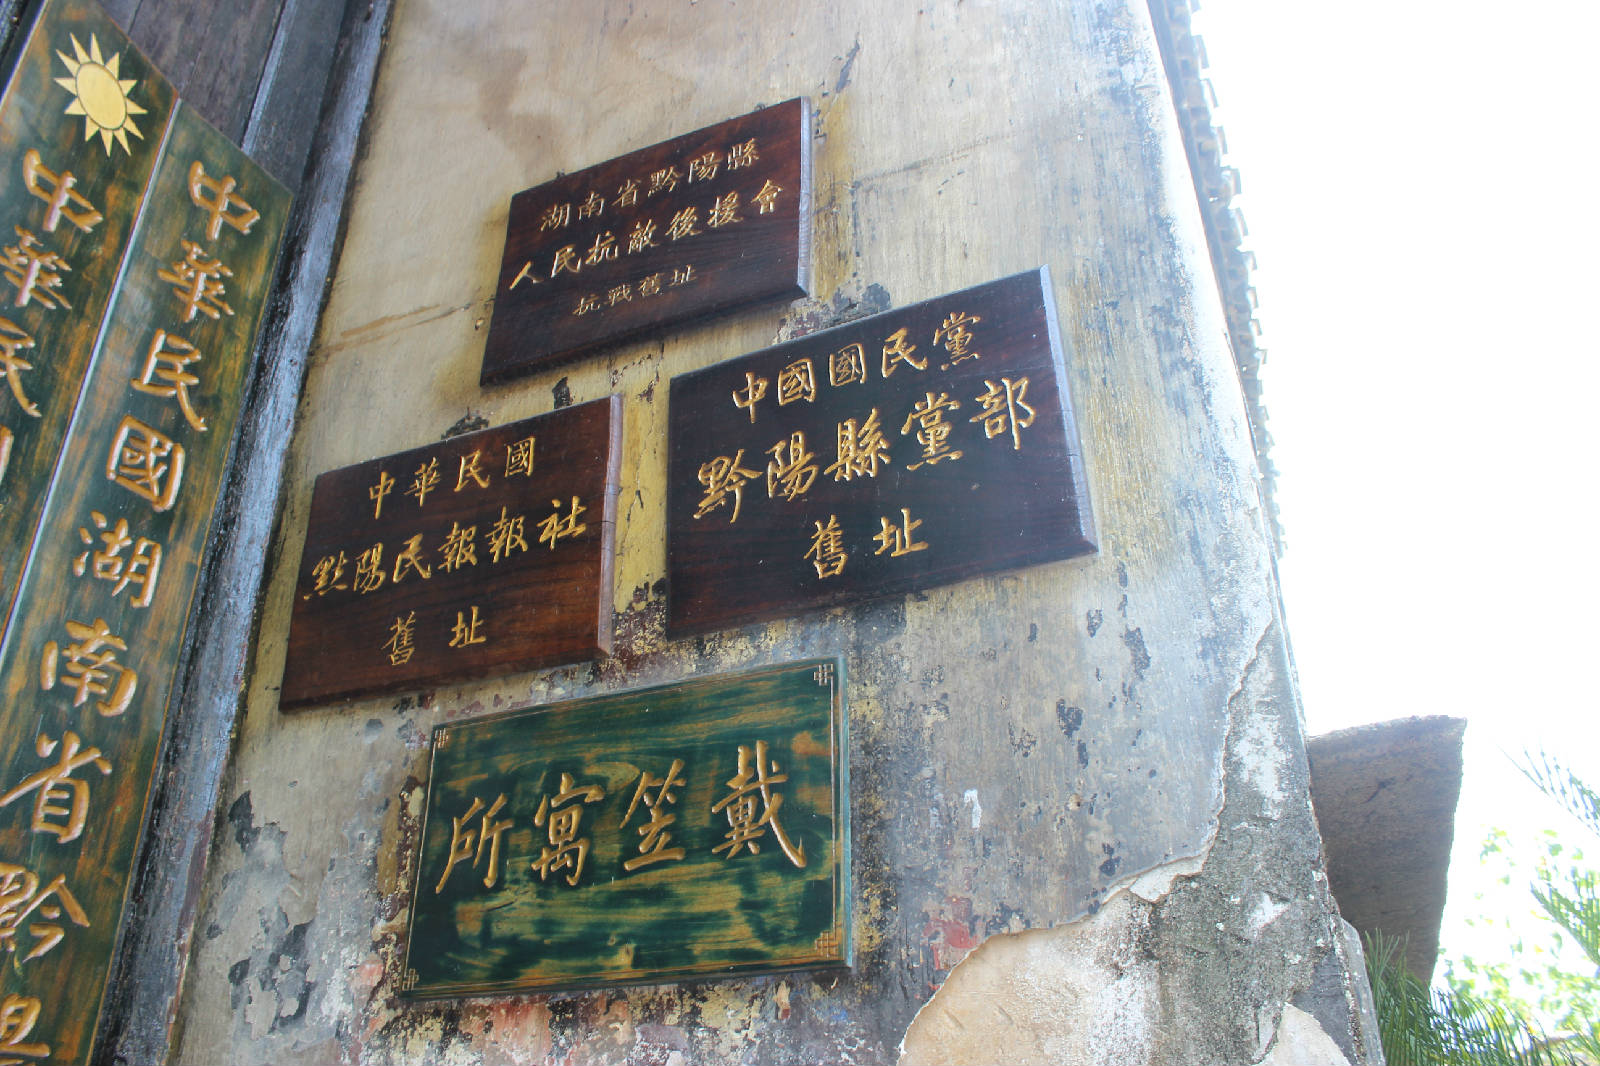 中華民國
中華民國湖南省黔陽
湖南省黔陽縣
人民抗敵後援會
抗戰舊址
中國國民黨
黔陽縣黨部
舊址
中華民國
黔陽民報報社
舊址
戴笠寓所